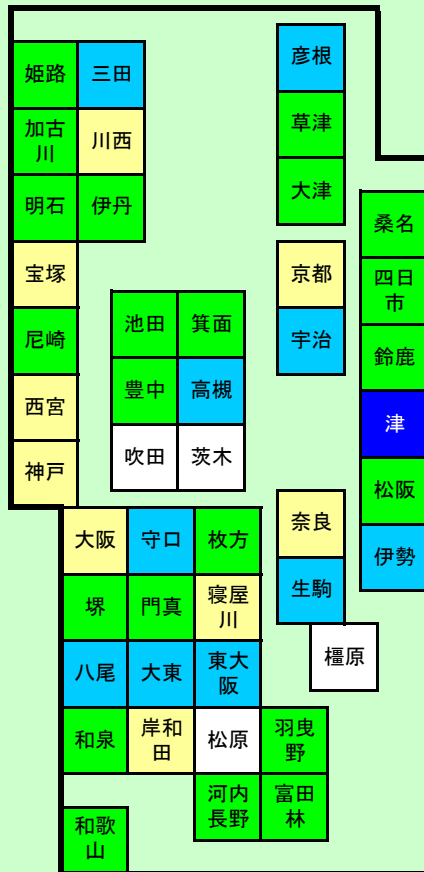 姫路
三田
加古
川
川西
明石
伊丹
宝塚
尼崎
西宮
神戸
彦根
草津
大津
京都
宇治
桑名
四日
市
鈴鹿
津
松阪
伊勢
池田
箕面
豊中
高槻
吹田
茨木
大阪
守口
枚方
堺
門真
寝屋
川
八尾
大東
東大
阪
和泉
岸和
田
松原
羽曳
野
河内
長野
富田
林
和歌
山
奈良
生駒
橿原